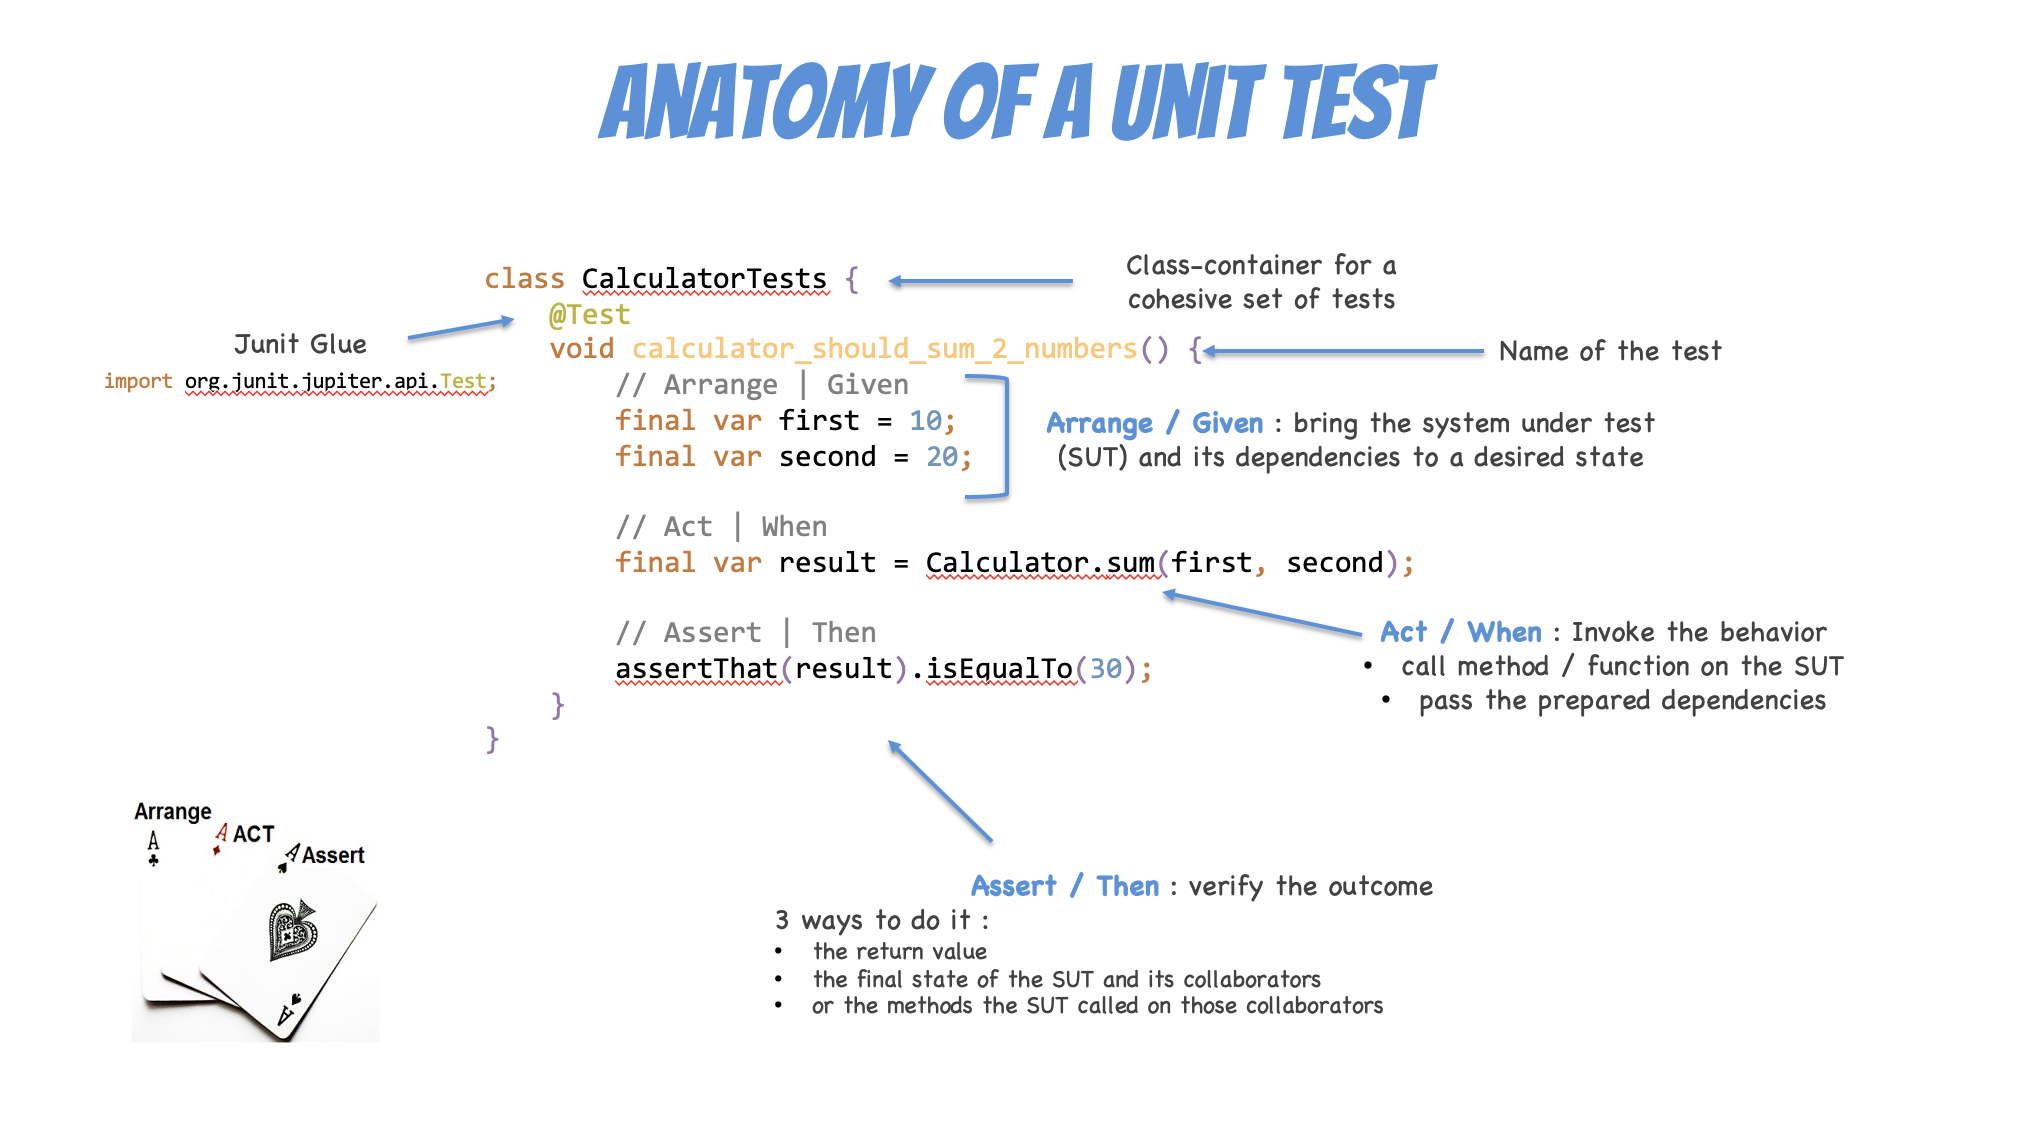 ANATOMY OF A UNIT TEST
class CalculatorTests {
@Test
void calculator_should_sum_2_numbers() {
// Arrange | Given
final var first = 10;
final var second = 20;
// Act | When
final var result = Calculator.sum(first, second);
// Assert | Then
assertThat(result).isEqualTo(30);
}
}
Class-container for a
cohesive set of tests
Junit Glue
import org.junit.jupiter.api.Test;
Name of the test
Arrange / Given : bring the system under test
(SUT) and its dependencies to a desired state
Act / When : Invoke the behavior
• call method / function on the SUT
• pass the prepared dependencies
Assert / Then : verify the outcome
3 ways to do it :
• the return value
• the final state of the SUT and its collaborators
• or the methods the SUT called on those collaborators
Arrange
A
A ACT
A Assert
A